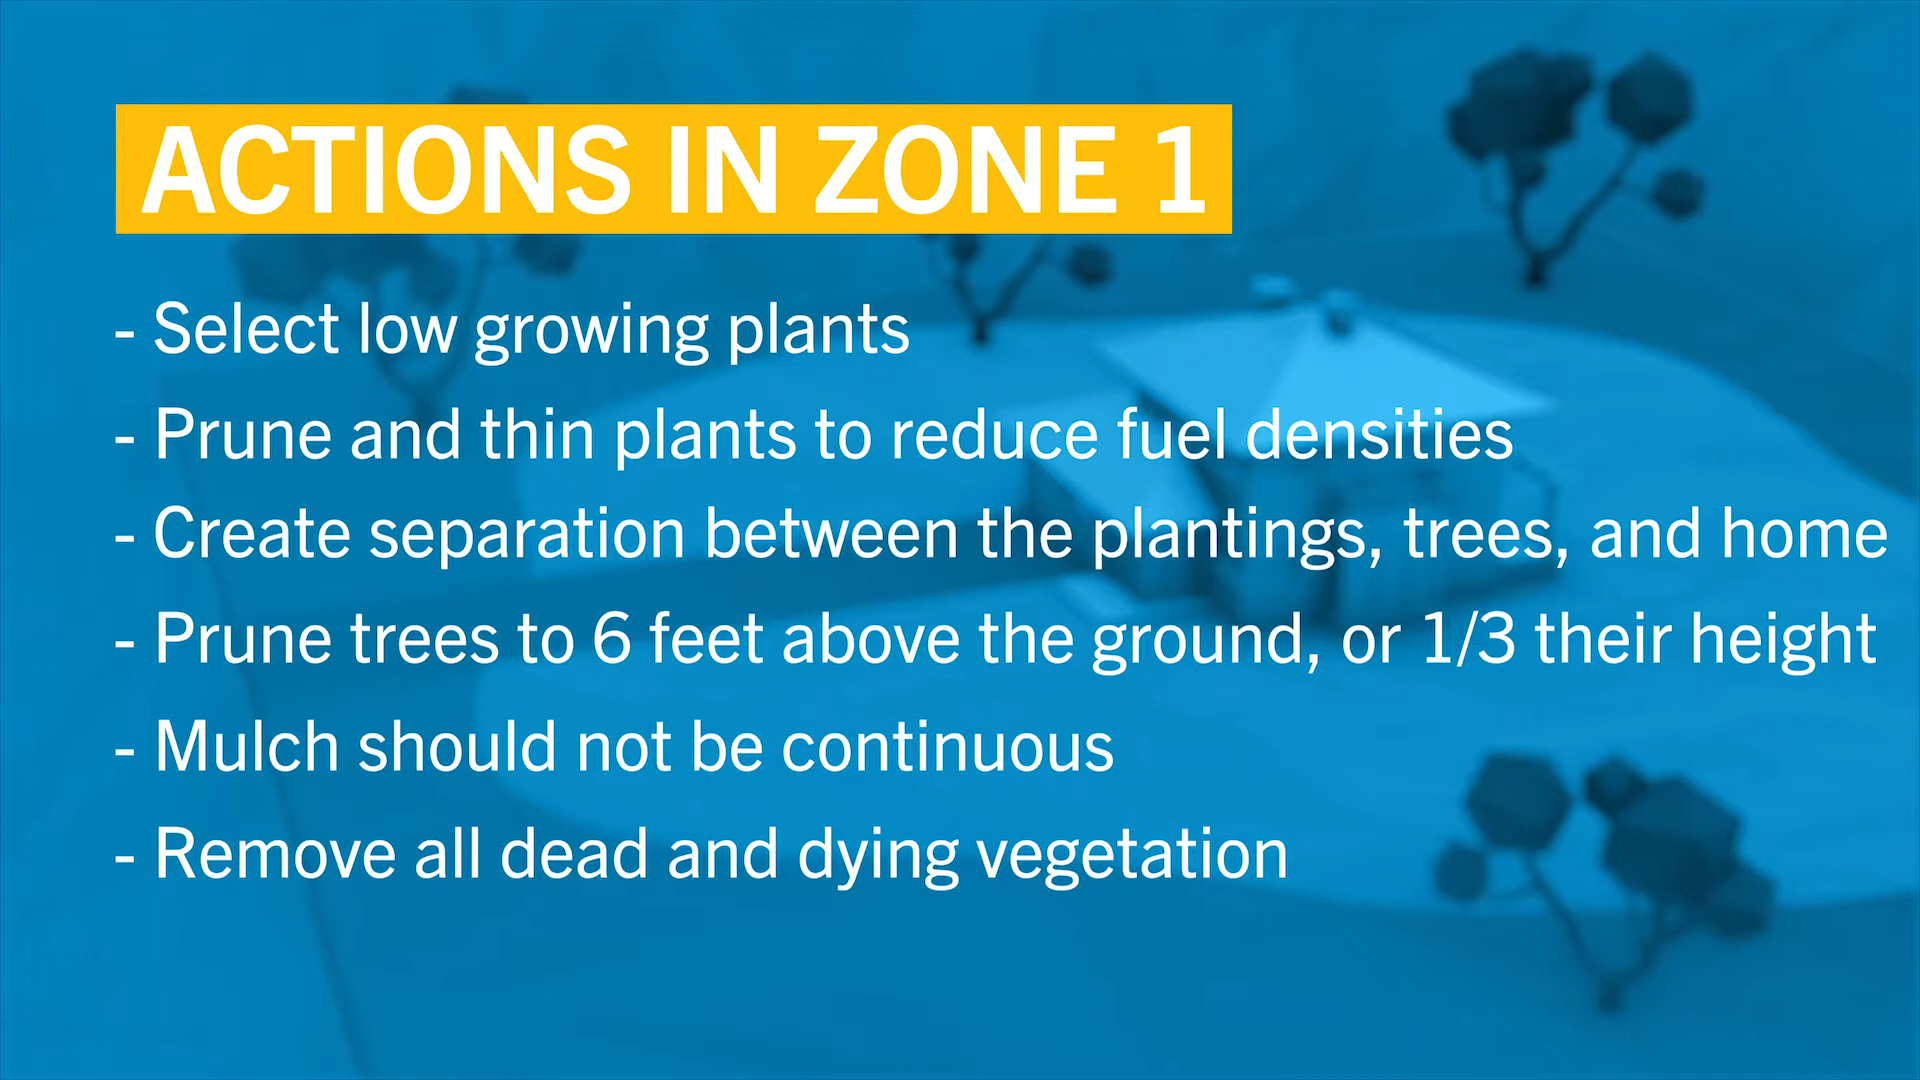 ACTIONS IN ZONE 1
- Select low growing plants
- Prune and thin plants to reduce fuel densities
- Create separation between the plantings, trees, and home
- Prune trees to 6 feet above the ground, or 1/3 their height
- Mulch should not be continuous
- Remove all dead and dying vegetation